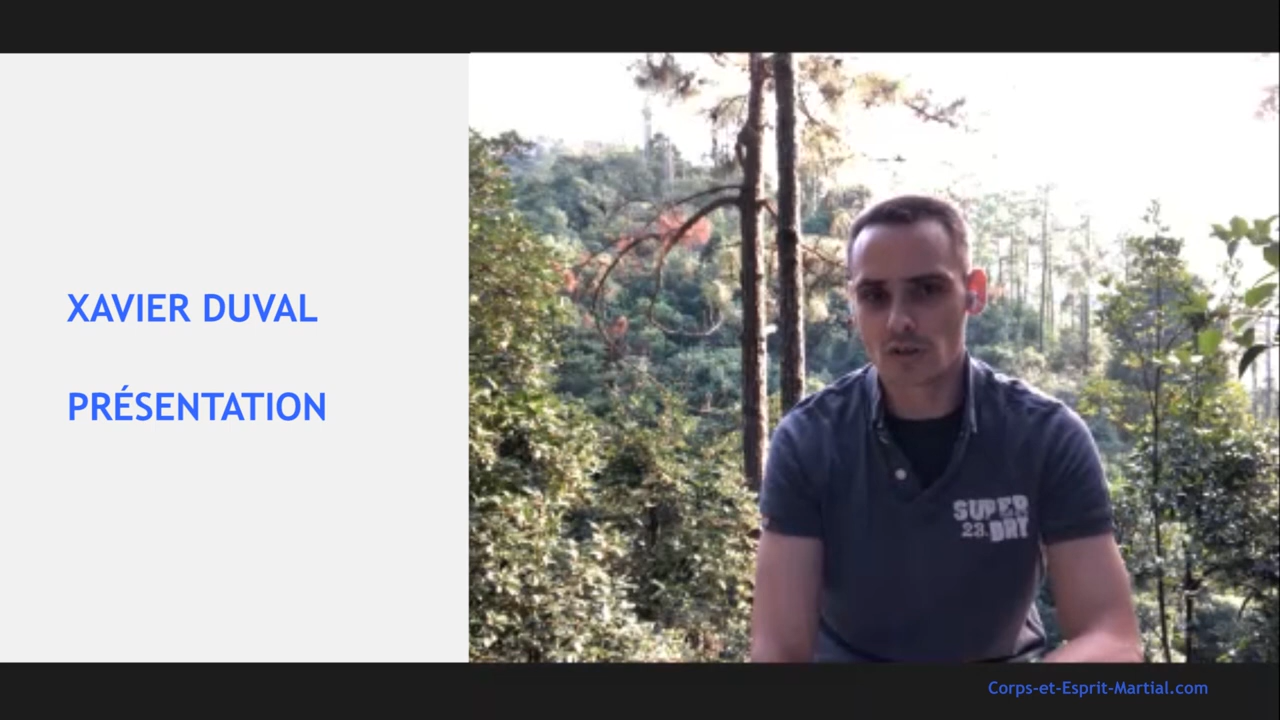 XAVIER DUVAL
PRÉSENTATION
SUPER
23.DRY
Corps-et-Esprit-Martial.com